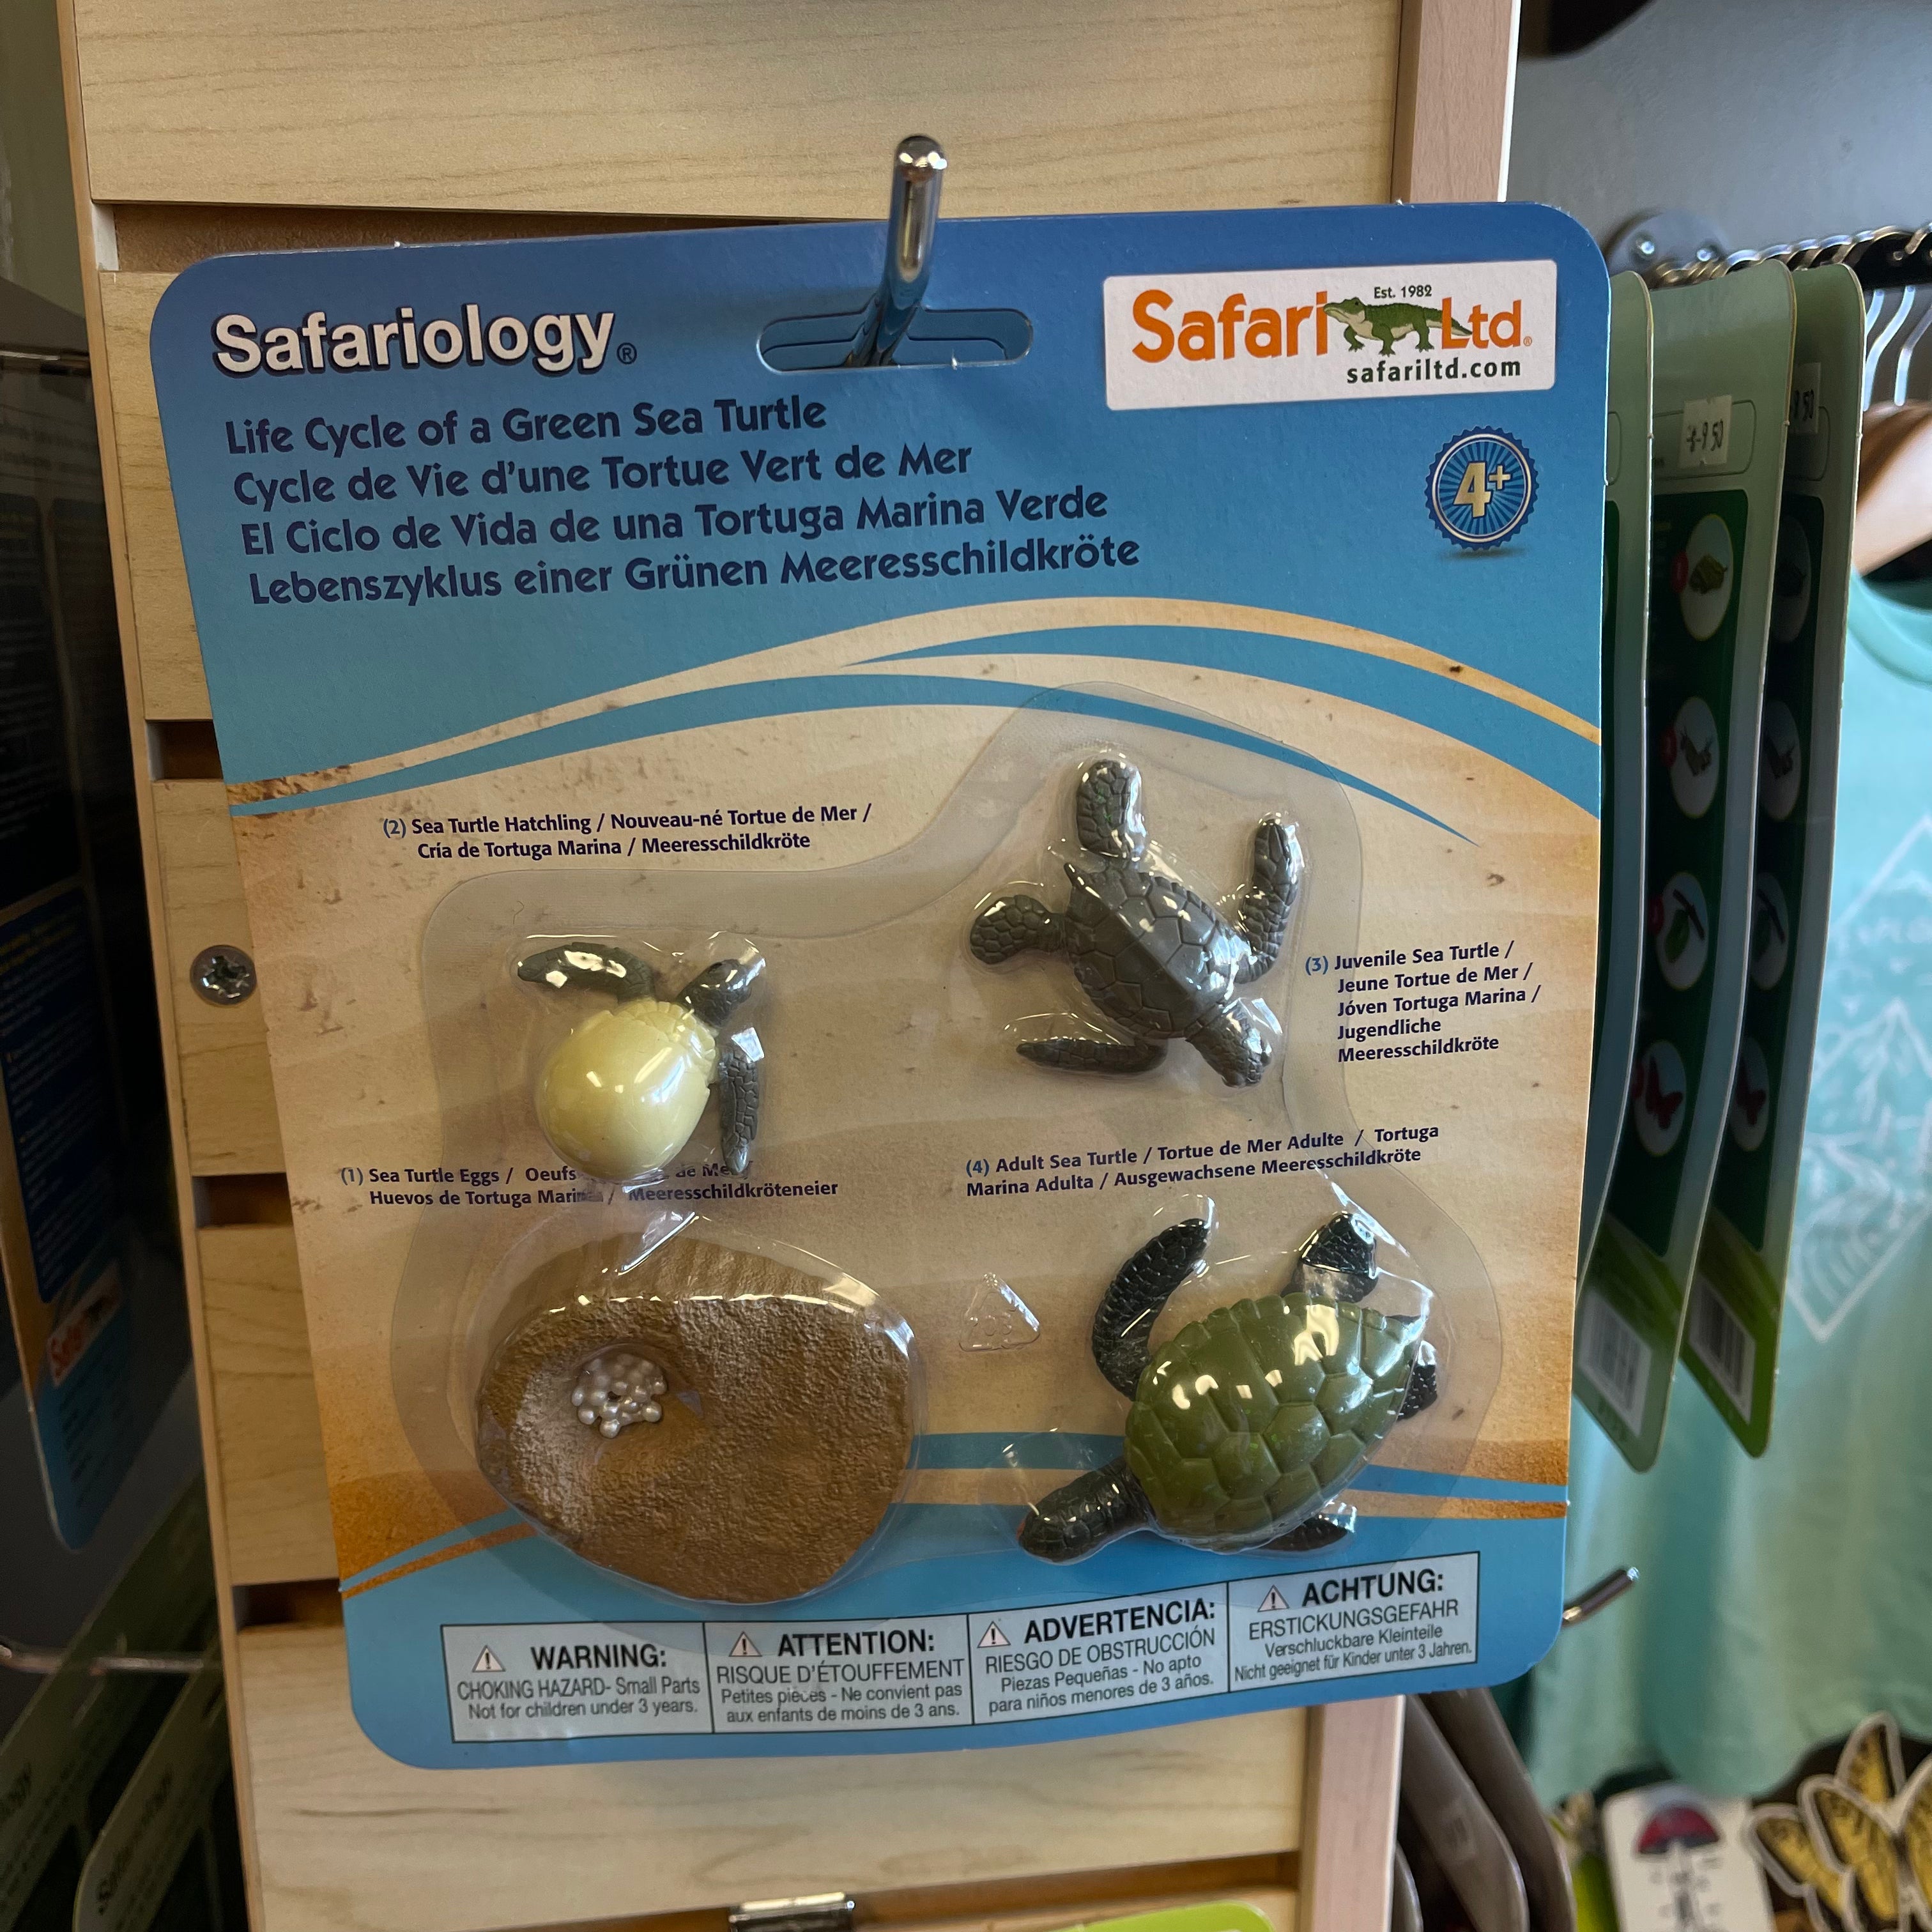 Safariology®
Safari Ltd.®
Est. 1982
safariltd.com
Life Cycle of a Green Sea Turtle
Cycle de Vie d'une Tortue Vert de Mer
El Ciclo de Vida de una Tortuga Marina Verde
Lebenszyklus einer Grünen Meeresschildkröte
4+
(2) Sea Turtle Hatchling / Nouveau-né Tortue de Mer /
Cría de Tortuga Marina / Meeresschildkröte
(3) Juvenile Sea Turtle /
Jeune Tortue de Mer /
Jóven Tortuga Marina /
Jugendliche
Meeresschildkröte
(1) Sea Turtle Eggs / Oeufs de Mer /
Huevos de Tortuga Marina / Meeresschildkröteneier
(4) Adult Sea Turtle / Tortue de Mer Adulte / Tortuga
Marina Adulta / Ausgewachsene Meeresschildkröte
WARNING:
CHOKING HAZARD- Small Parts
Not for children under 3 years.
ATTENTION:
RISQUE D'ÉTOUFFEMENT
Petites pièces - Ne convient pas
aux enfants de moins de 3 ans.
ADVERTENCIA:
RIESGO DE OBSTRUCCIÓN
Piezas Pequeñas - No apto
para niños menores de 3 años.
ACHTUNG:
ERSTICKUNGSGEFAHR
Verschluckbare Kleinteile
Nicht geeignet für Kinder unter 3 Jahren.